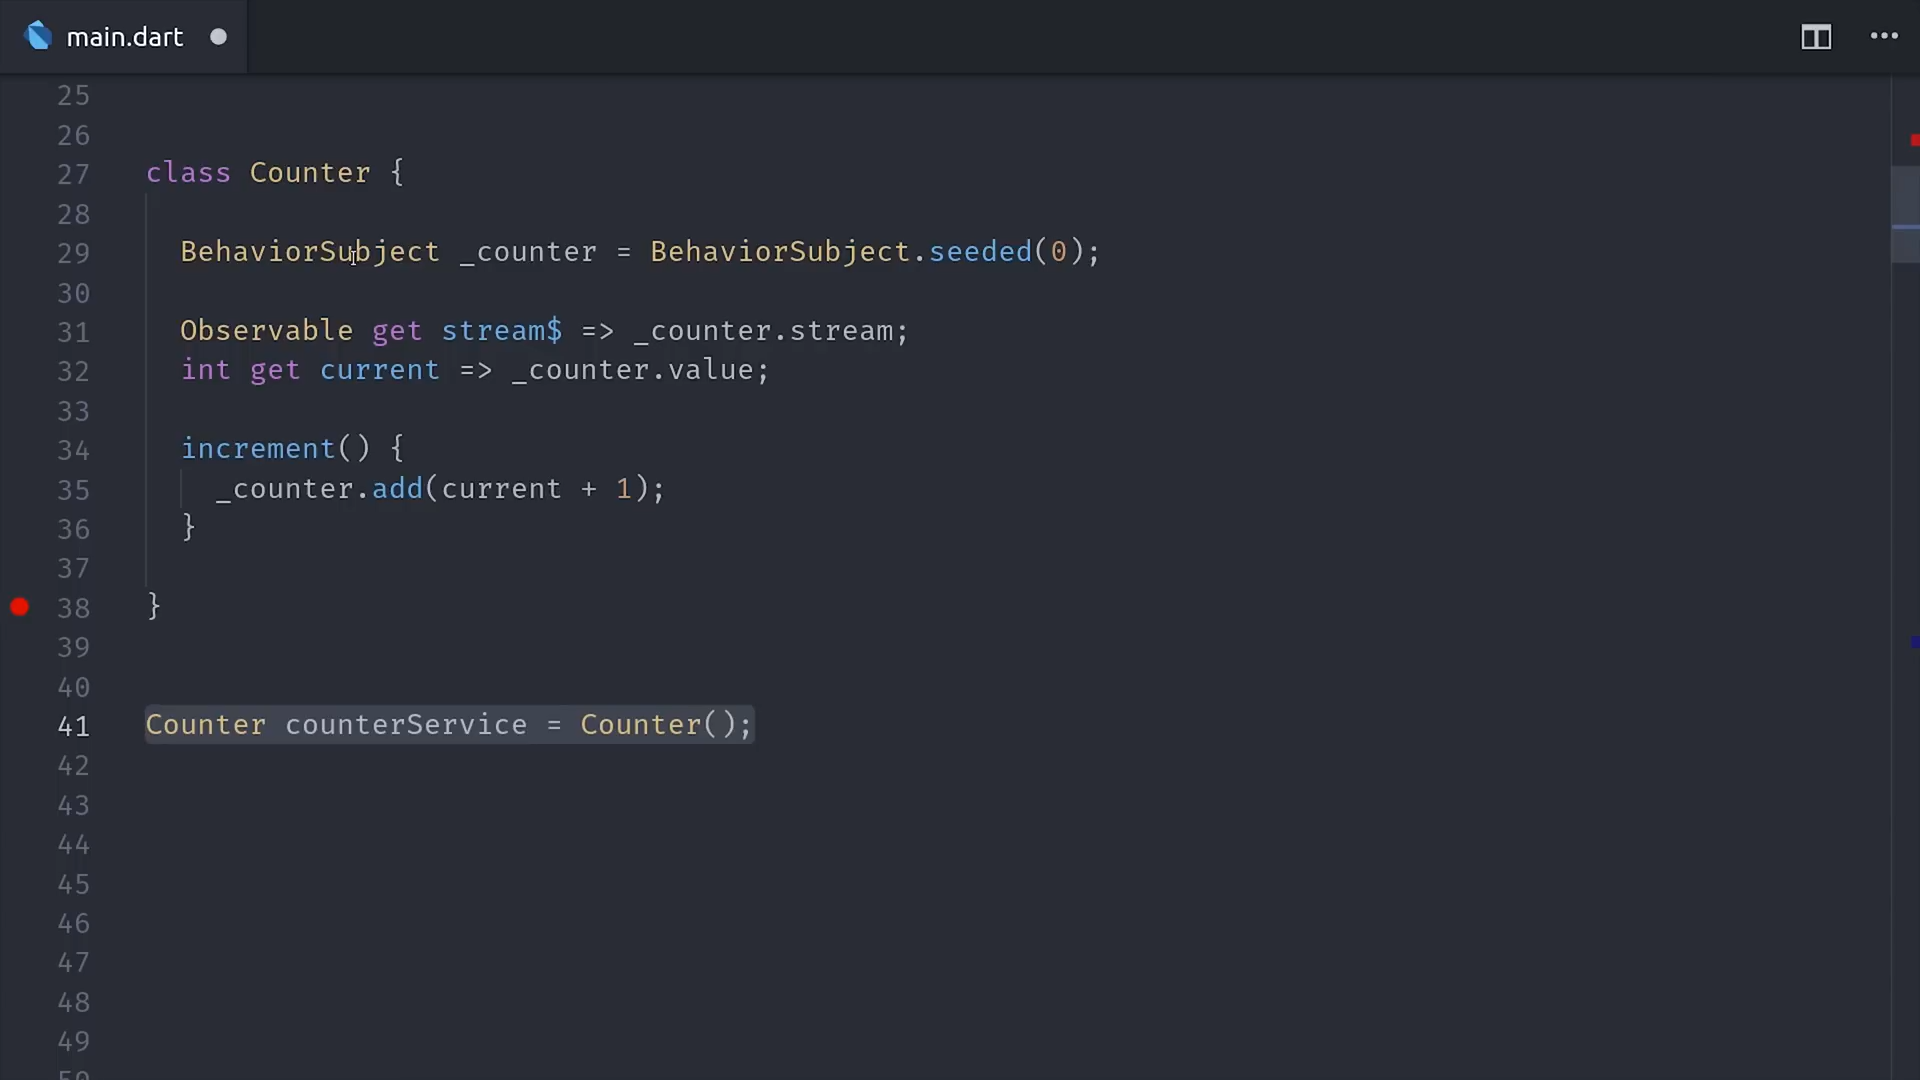 main.dart
25
26
27 class Counter {
28
29 BehaviorSubject _counter = BehaviorSubject.seeded(0);
30
31 Observable get stream$ => _counter.stream;
32 int get current => _counter.value;
33
34 increment() {
35 _counter.add(current + 1);
36 }
37
38 }
39
40
41 Counter counterService = Counter();
42
43
44
45
46
47
48
49
50